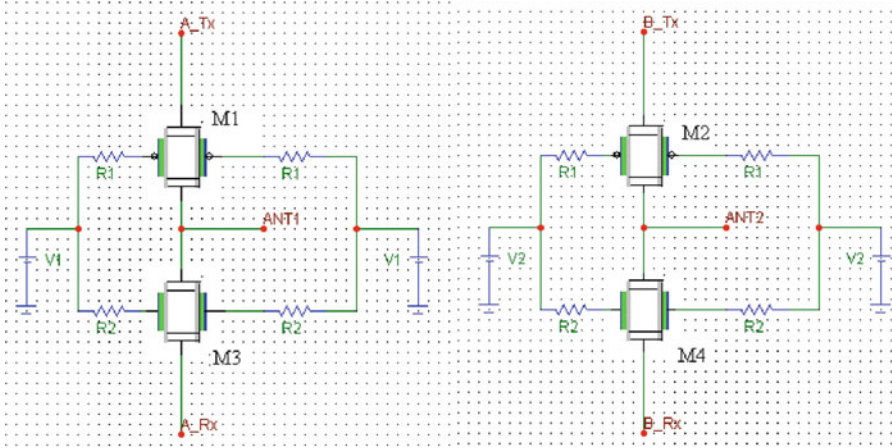 A_Tx
M1
R1
R1
ANT1
V1
V1
R2
R2
M3
A_Rx
B_Tx
M2
R1
R1
ANT2
V2
V2
R2
R2
M4
B_Rx